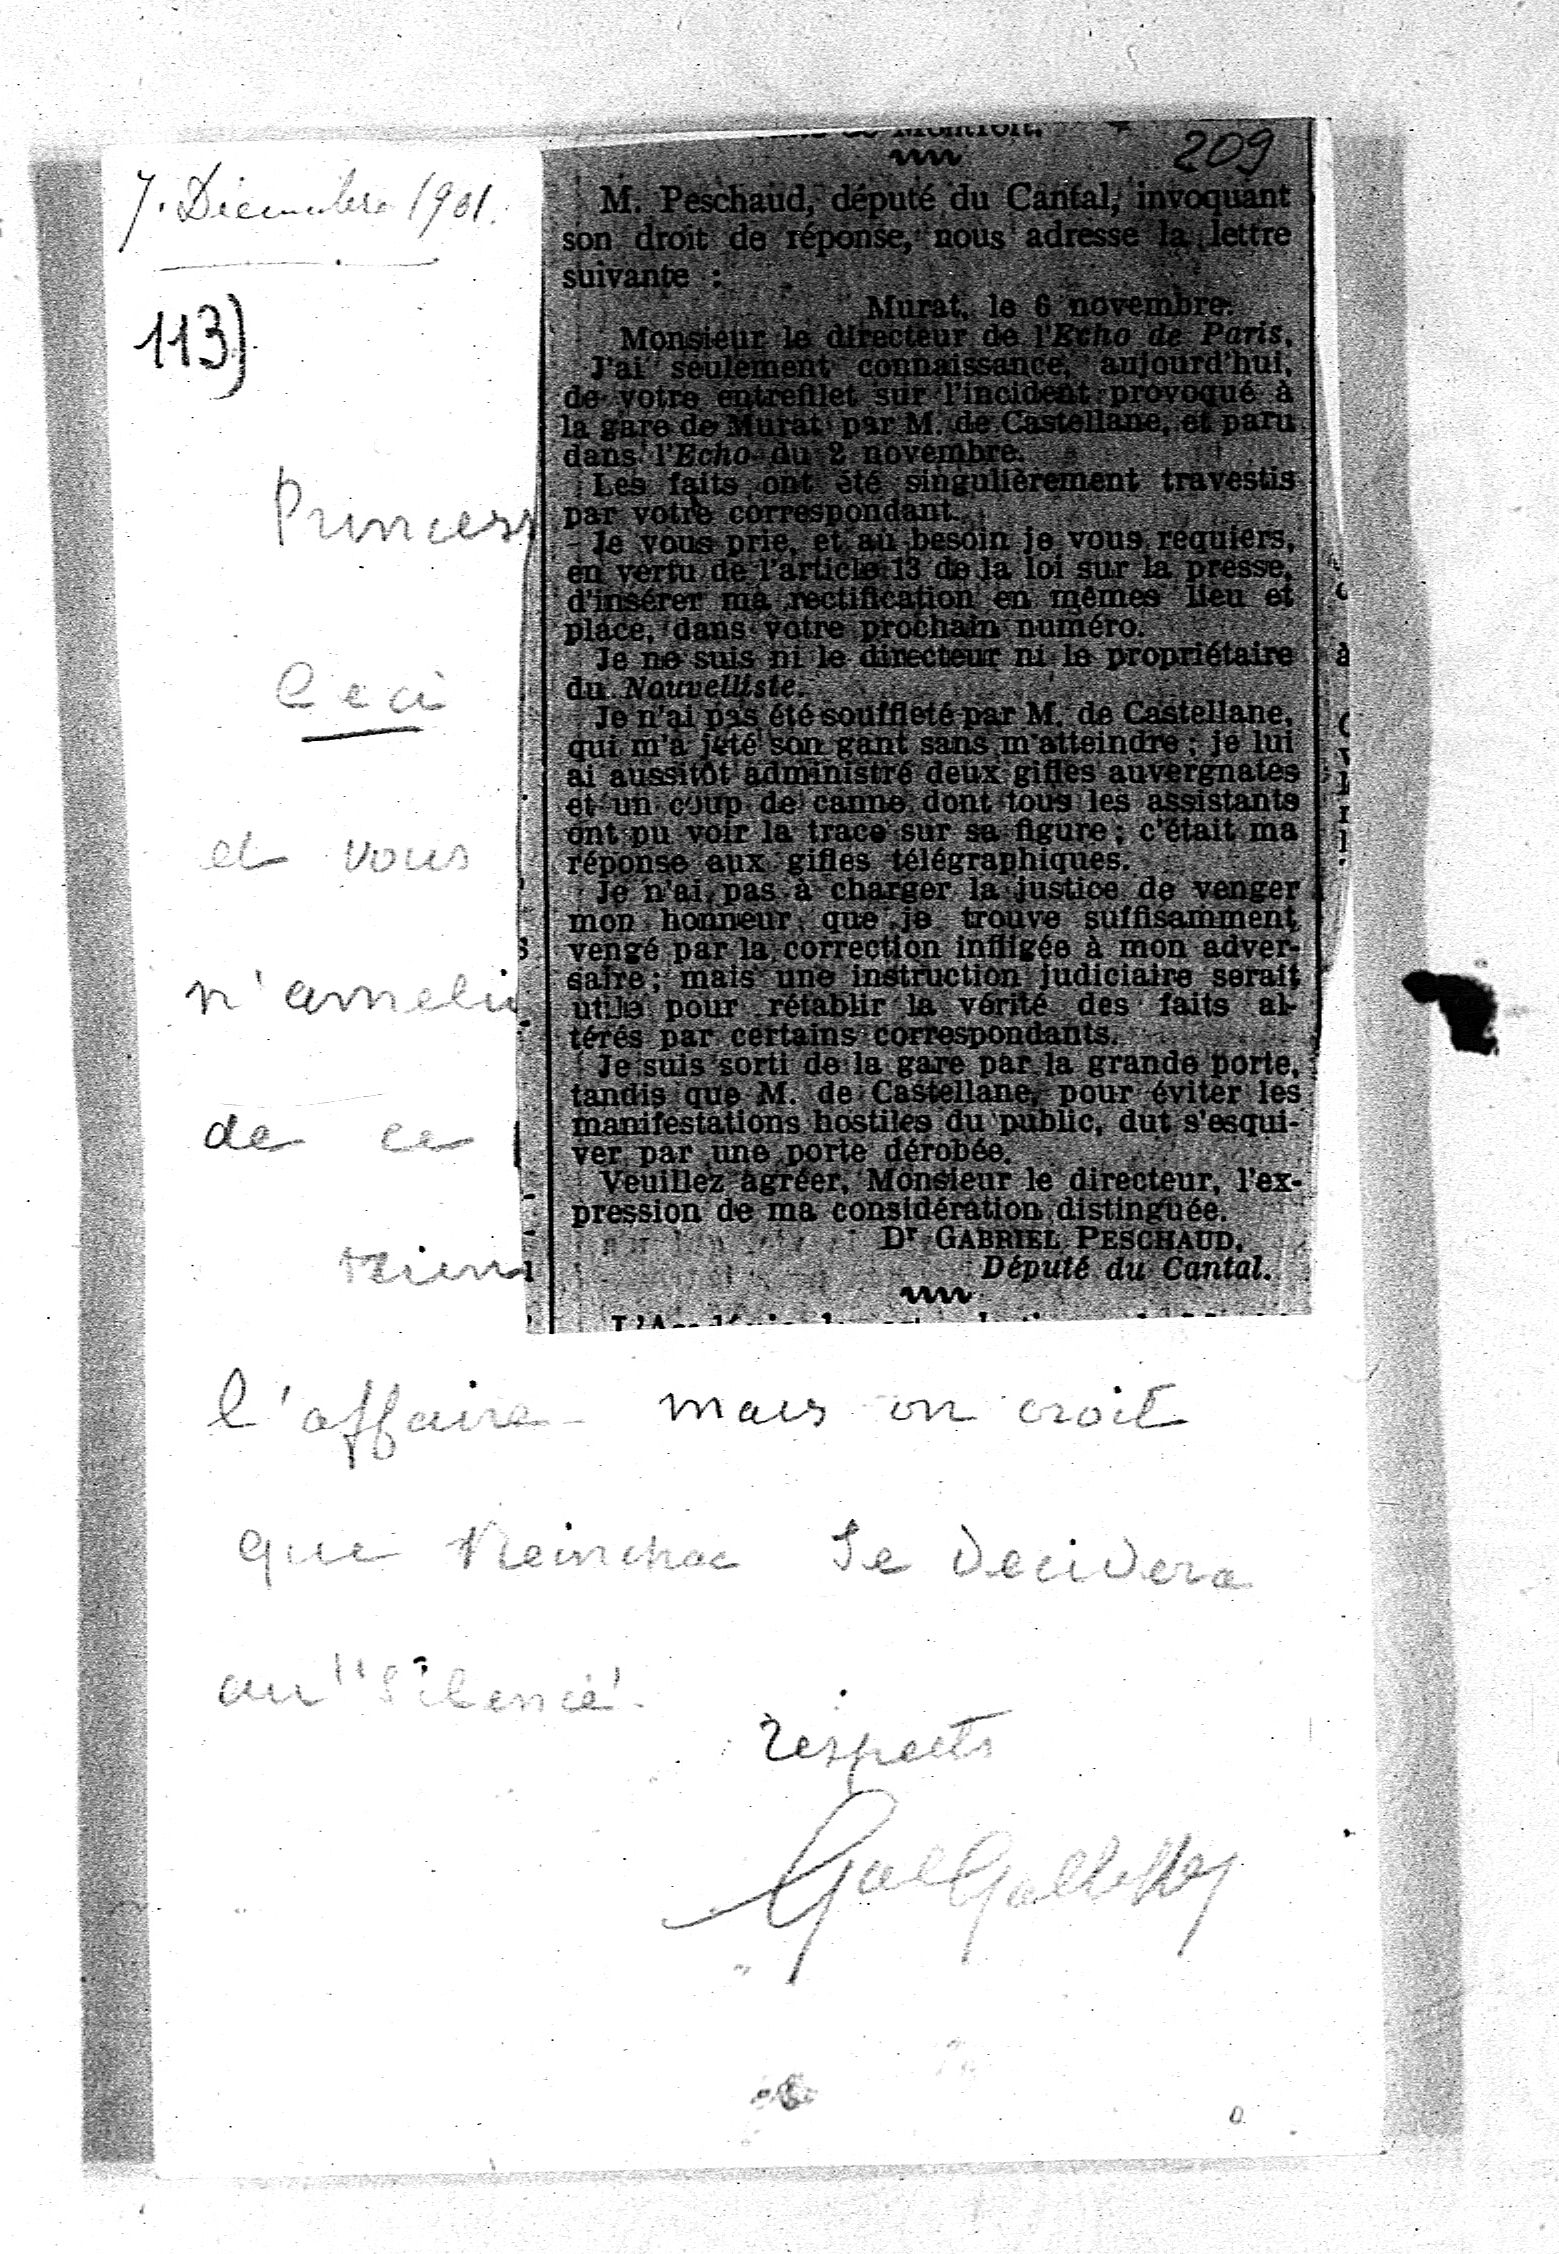 209
7. Décembre 1901.
113)
M. Peschaud, député du Cantal, invoquant
son droit de réponse, nous adresse la lettre
suivante :
Murat, le 6 novembre.
Monsieur le directeur de l'Echo de Paris,
J'ai seulement connaissance, aujourd'hui,
de votre entrefilet sur l'incident provoqué à
la gare de Murat par M. de Castellane, et paru
dans l'Echo du 2 novembre.
Les faits ont été singulièrement travestis
par votre correspondant.
Je vous prie, et au besoin je vous requiers,
en vertu de l'article 13 de la loi sur la presse,
d'insérer ma rectification en mêmes lieu et
place, dans votre prochain numéro.
Je ne suis ni le directeur ni le propriétaire
du Nouvelliste.
Je n'ai pas été souffleté par M. de Castellane,
qui m'a jeté son gant sans m'atteindre ; je lui
ai aussitôt administré deux gifles auvergnates
et un coup de canne dont tous les assistants
ont pu voir la trace sur sa figure ; c'était ma
réponse aux gifles télégraphiques.
Je n'ai pas à charger la justice de venger
mon honneur que je trouve suffisamment
vengé par la correction infligée à mon adver-
saire ; mais une instruction judiciaire serait
utile pour rétablir la vérité des faits al-
térés par certains correspondants.
Je suis sorti de la gare par la grande porte,
tandis que M. de Castellane, pour éviter les
manifestations hostiles du public, dut s'esqui-
ver par une porte dérobée.
Veuillez agréer, Monsieur le directeur, l'ex-
pression de ma considération distinguée.
Dr GABRIEL PESCHAUD,
Député du Cantal.
Princess
Ceci
et vous
n'amelio
de ce
l'affaire - mais on croit
que Reinchac Se decidera
au "Silence".
respects
Gal Galliffet